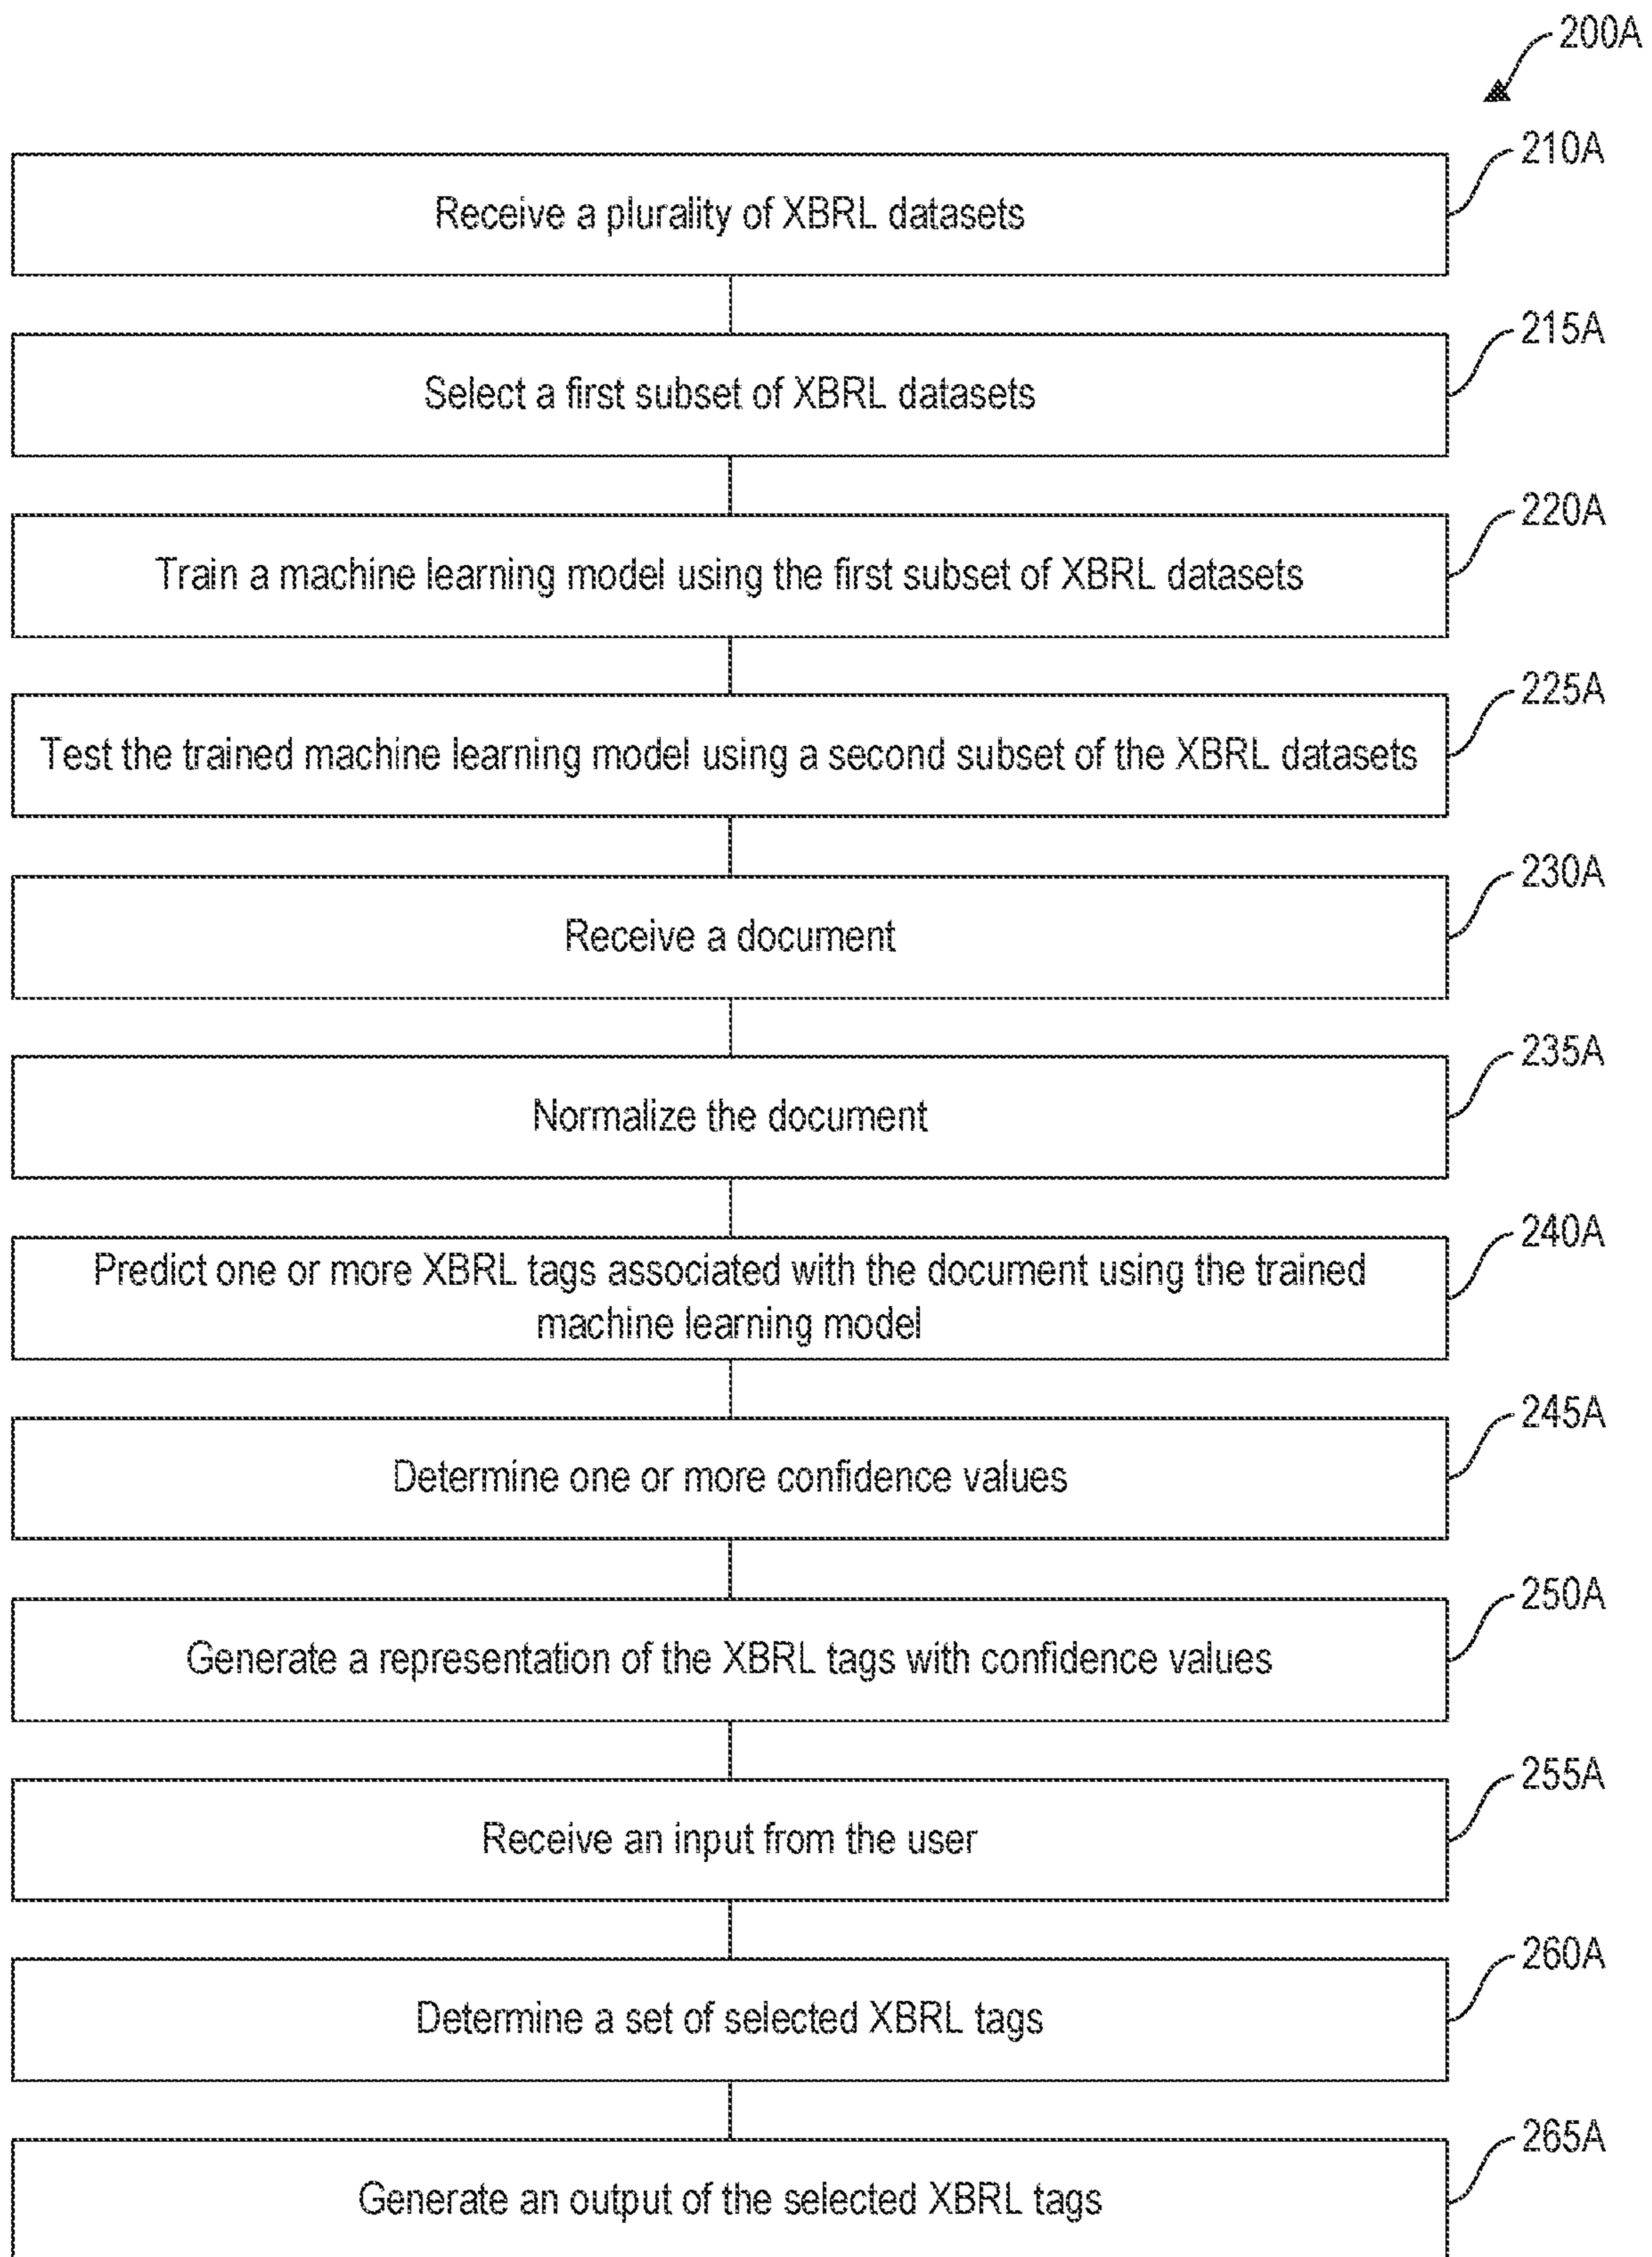 200A
210A
Receive a plurality of XBRL datasets
215A
Select a first subset of XBRL datasets
220A
Train a machine learning model using the first subset of XBRL datasets
225A
Test the trained machine learning model using a second subset of the XBRL datasets
230A
Receive a document
235A
Normalize the document
240A
Predict one or more XBRL tags associated with the document using the trained
machine learning model
245A
Determine one or more confidence values
250A
Generate a representation of the XBRL tags with confidence values
255A
Receive an input from the user
260A
Determine a set of selected XBRL tags
265A
Generate an output of the selected XBRL tags